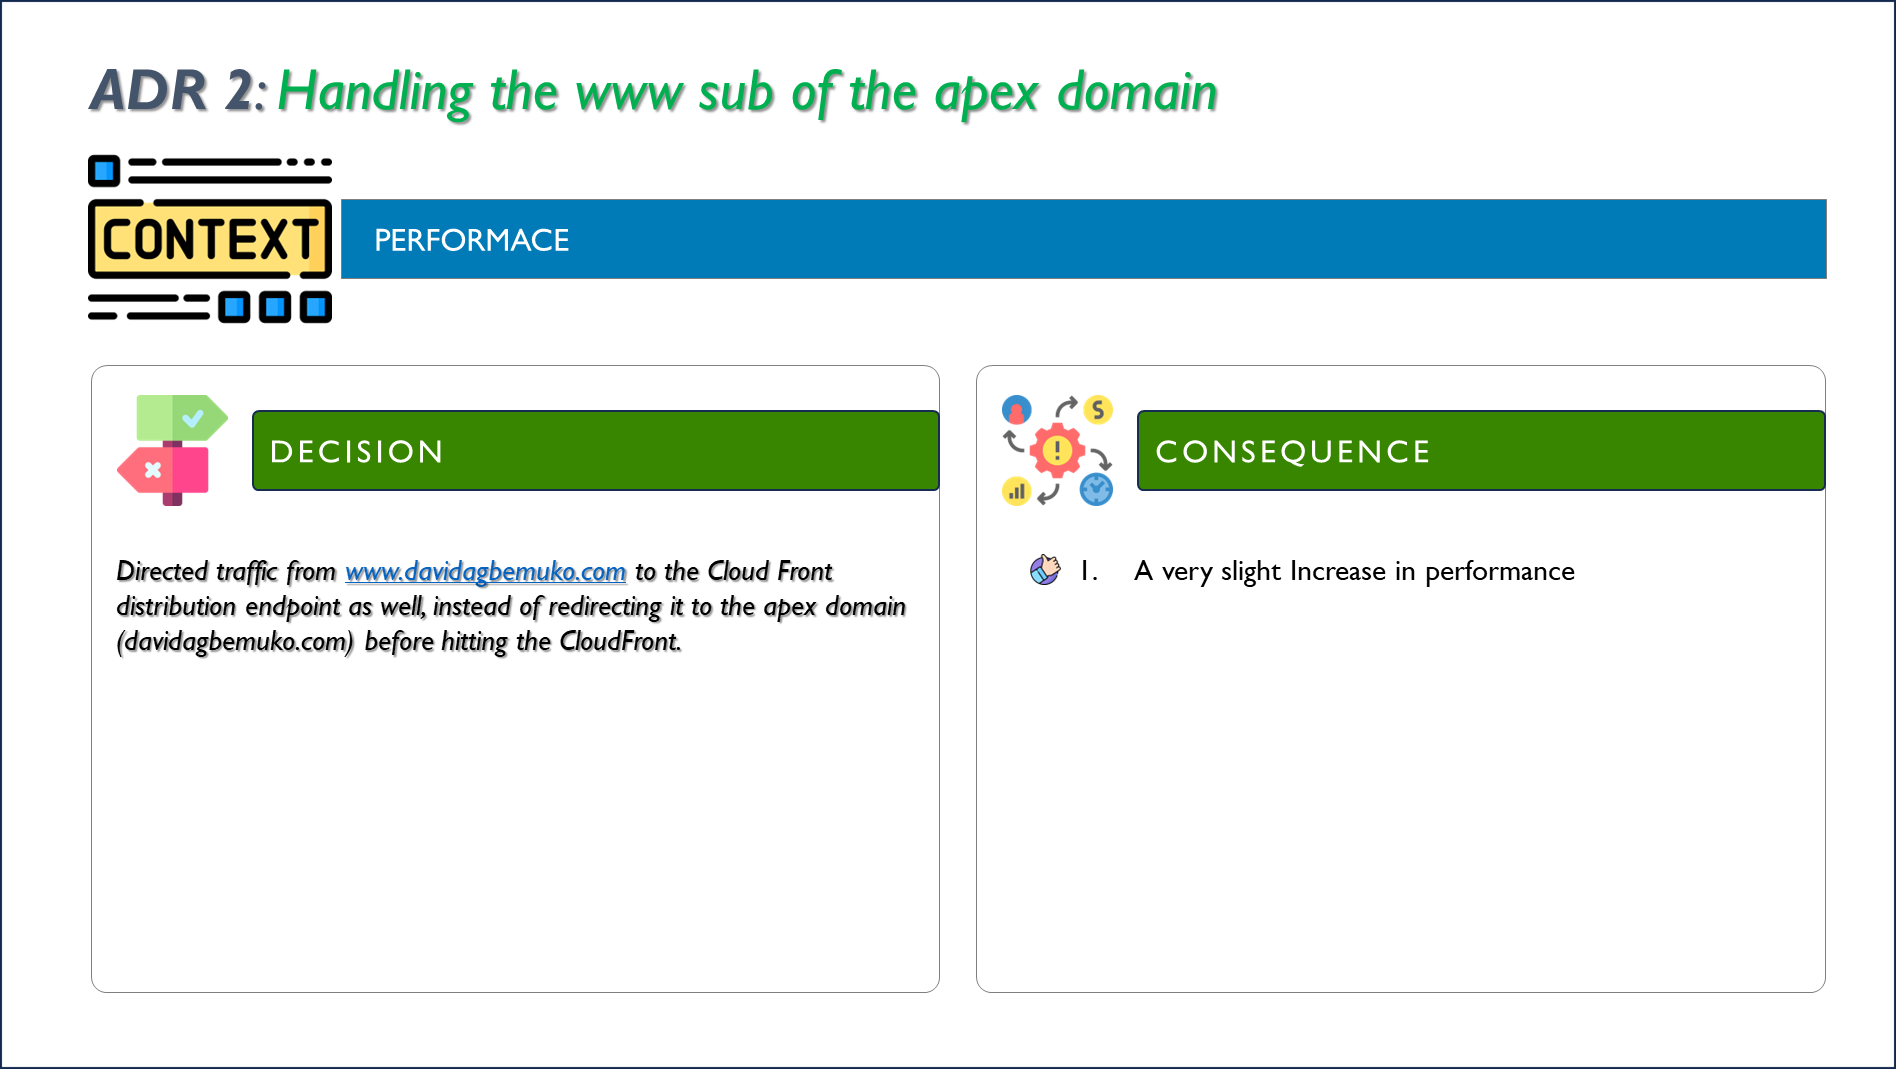 ADR 2: Handling the www sub of the apex domain
CONTEXT
PERFORMACE
DECISION
Directed traffic from www.davidagbemuko.com to the Cloud Front
distribution endpoint as well, instead of redirecting it to the apex domain
(davidagbemuko.com) before hitting the CloudFront.
CONSEQUENCE
1. A very slight Increase in performance